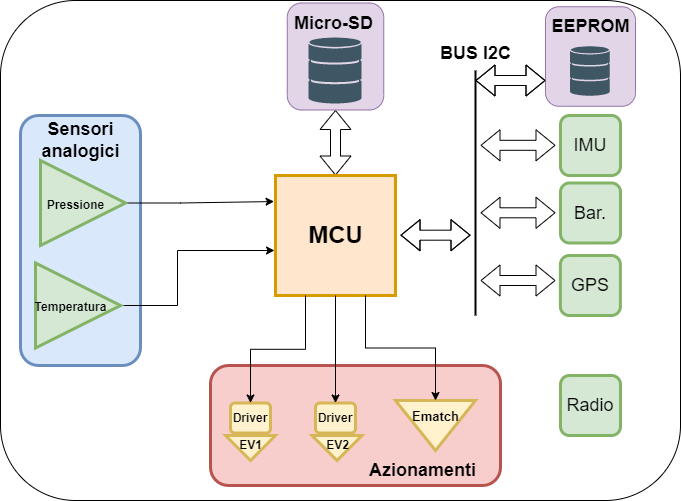 Micro-SD
EEPROM
BUS I2C
Sensori
analogici
Pressione
Temperatura
MCU
IMU
Bar.
GPS
Radio
Driver
EV1
Driver
EV2
Ematch
Azionamenti